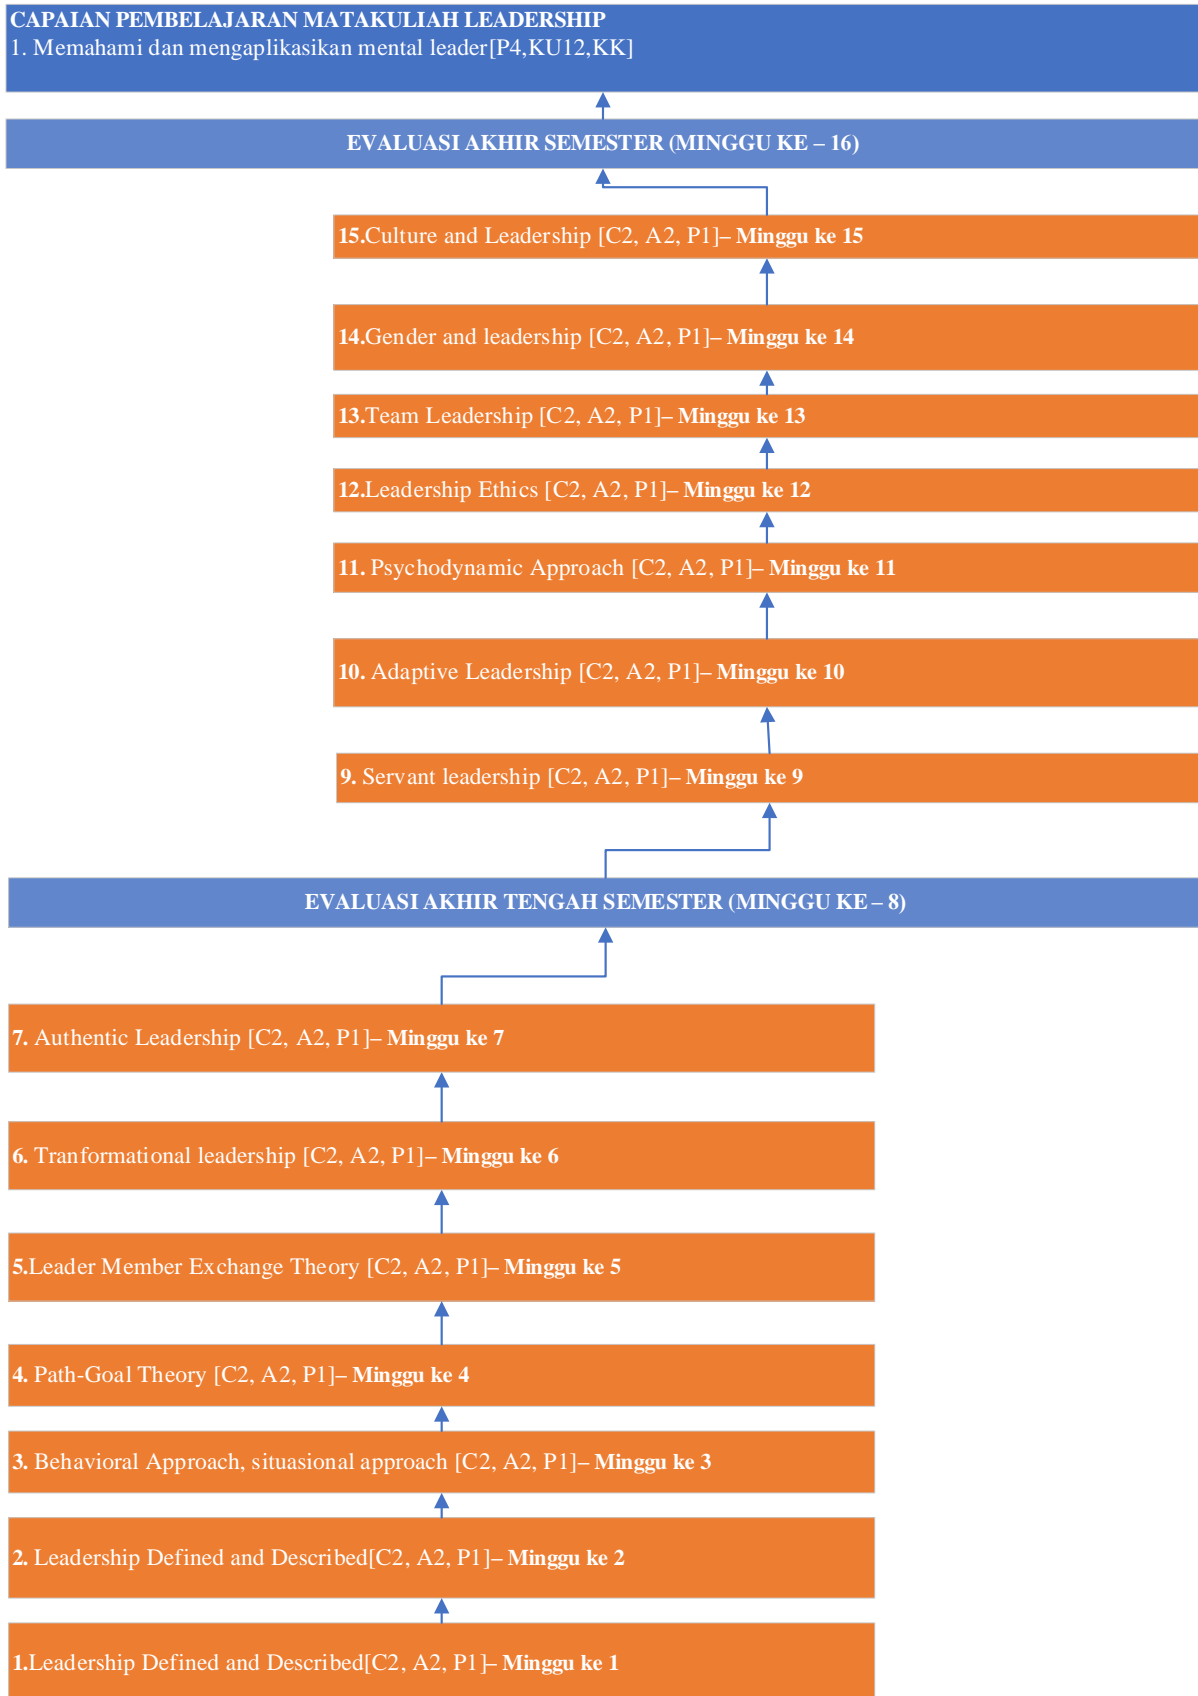 CAPAIAN PEMBELAJARAN MATAKULIAH LEADERSHIP
1. Memahami dan mengaplikasikan mental leader[P4,KU12,KK]
EVALUASI AKHIR SEMESTER (MINGGU KE – 16)
15.Culture and Leadership [C2, A2, P1]– Minggu ke 15
14.Gender and leadership [C2, A2, P1]– Minggu ke 14
13.Team Leadership [C2, A2, P1]– Minggu ke 13
12.Leadership Ethics [C2, A2, P1]– Minggu ke 12
11. Psychodynamic Approach [C2, A2, P1]– Minggu ke 11
10. Adaptive Leadership [C2, A2, P1]– Minggu ke 10
9. Servant leadership [C2, A2, P1]– Minggu ke 9
EVALUASI AKHIR TENGAH SEMESTER (MINGGU KE – 8)
7. Authentic Leadership [C2, A2, P1]– Minggu ke 7
6. Tranformational leadership [C2, A2, P1]– Minggu ke 6
5.Leader Member Exchange Theory [C2, A2, P1]– Minggu ke 5
4. Path-Goal Theory [C2, A2, P1]– Minggu ke 4
3. Behavioral Approach, situasional approach [C2, A2, P1]– Minggu ke 3
2. Leadership Defined and Described[C2, A2, P1]– Minggu ke 2
1.Leadership Defined and Described[C2, A2, P1]– Minggu ke 1